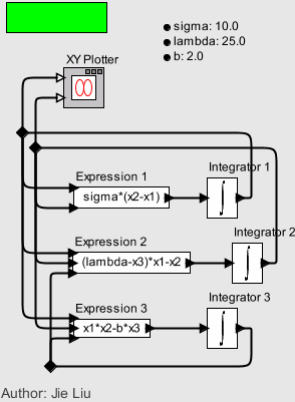 sigma: 10.0
lambda: 25.0
b: 2.0
XY Plotter
Expression 1
sigma*(x2-x1)
Integrator 1
Expression 2
(lambda-x3)*x1-x2
Integrator 2
Expression 3
x1*x2-b*x3
Integrator 3
Author: Jie Liu